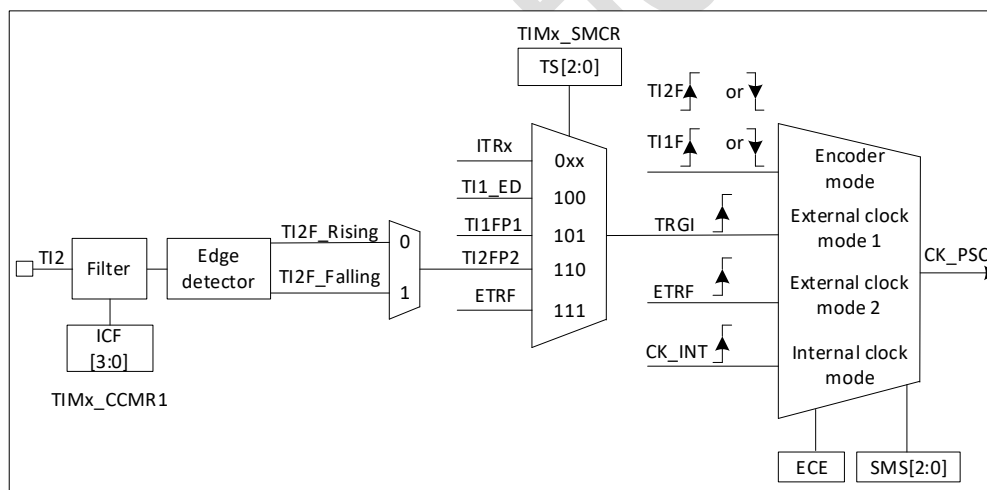 TIMx_SMCR
TS[2:0]
TI2F or
TI1F or
ITRx
0xx
Encoder
mode
TI1_ED
100
TI1FP1
101
TRGI
External clock
mode 1
TI2
Filter
Edge
detector
TI2F_Rising
0
TI2F_Falling
1
TI2FP2
110
ETRF
111
ETRF
External clock
mode 2
CK_PSC
CK_INT
Internal clock
mode
ICF
[3:0]
TIMx_CCMR1
ECE
SMS[2:0]